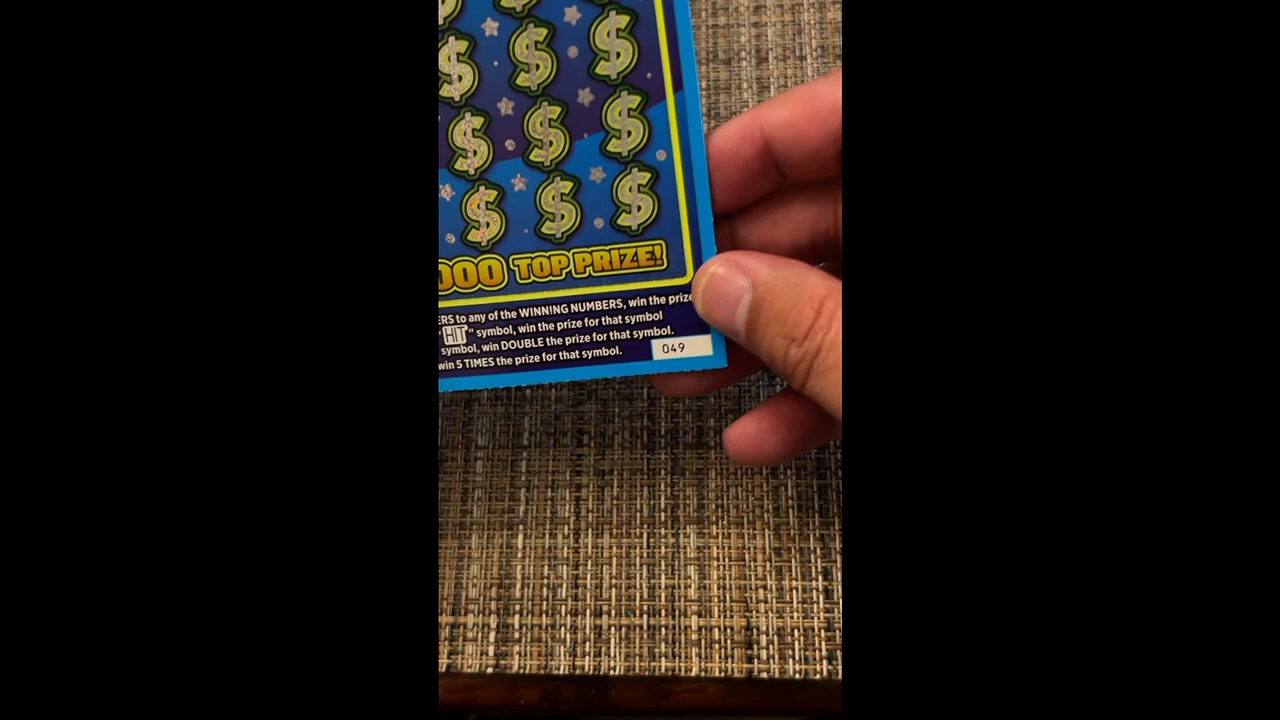 000 TOP PRIZE!
ERS to any of the WINNING NUMBERS, win the prize
"HIT" symbol, win the prize for that symbol
symbol, win DOUBLE the prize for that symbol.
win 5 TIMES the prize for that symbol.
049